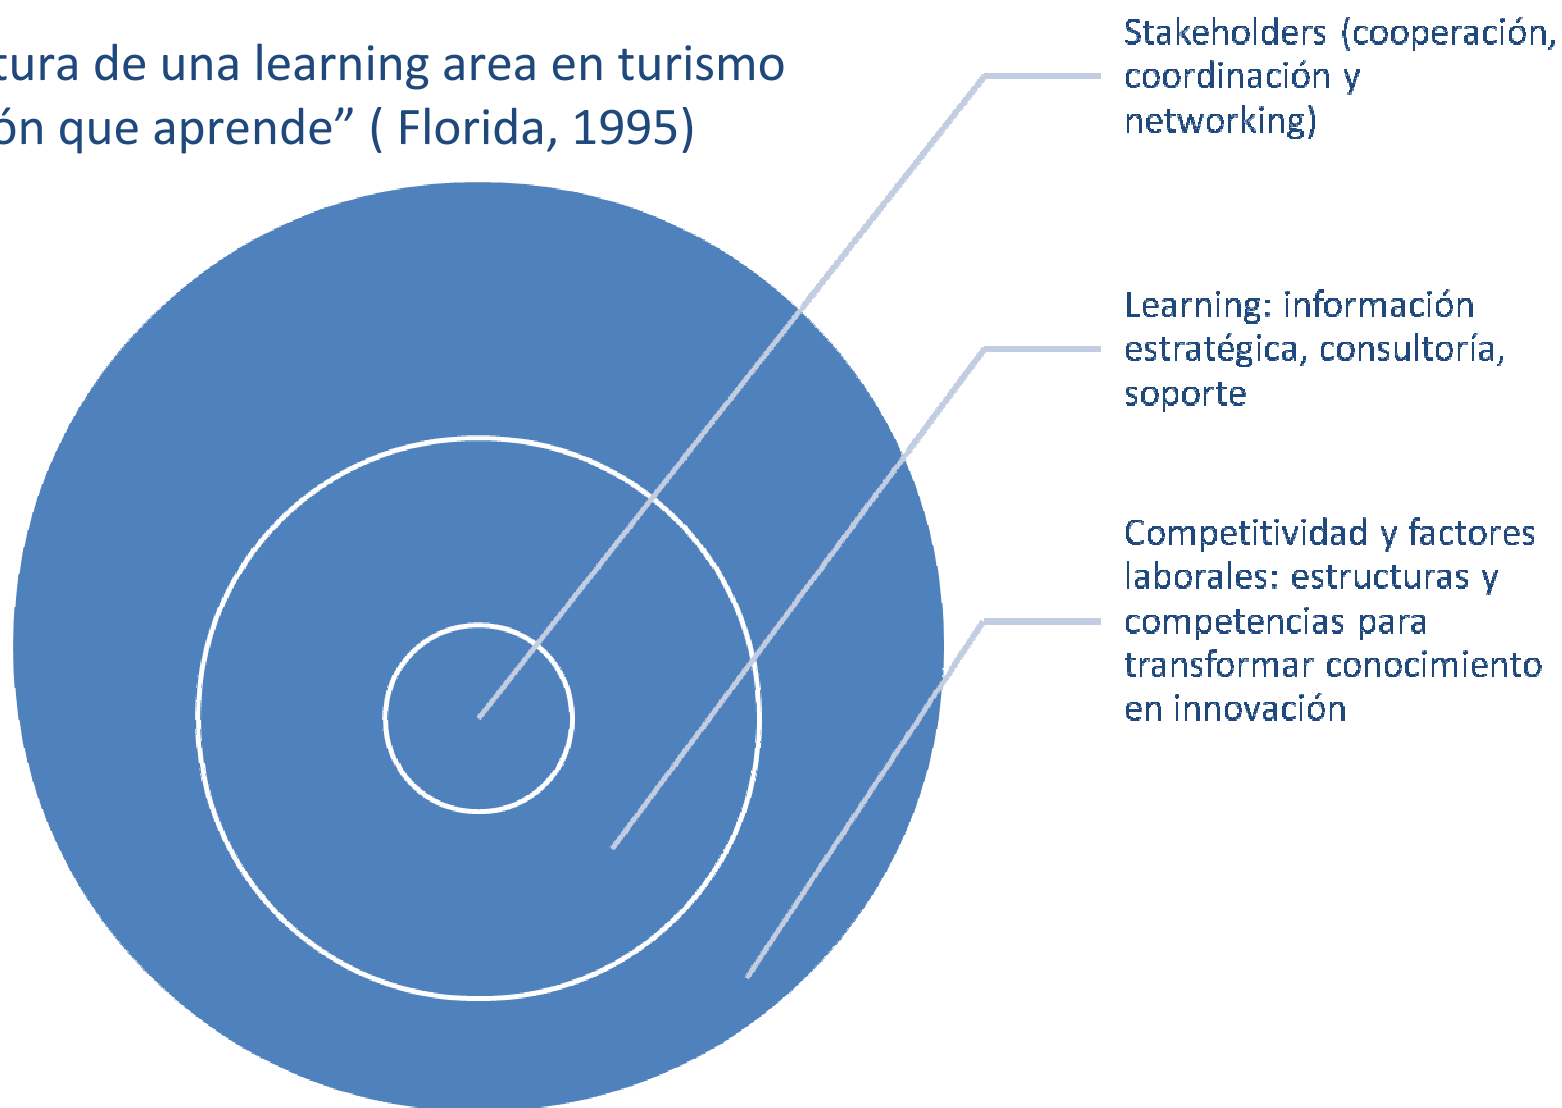 tura de una learning area en turismo
ón que aprende” ( Florida, 1995)
Stakeholders (cooperación,
coordinación y
networking)
Learning: información
estratégica, consultoría,
soporte
Competitividad y factores
laborales: estructuras y
competencias para
transformar conocimiento
en innovación